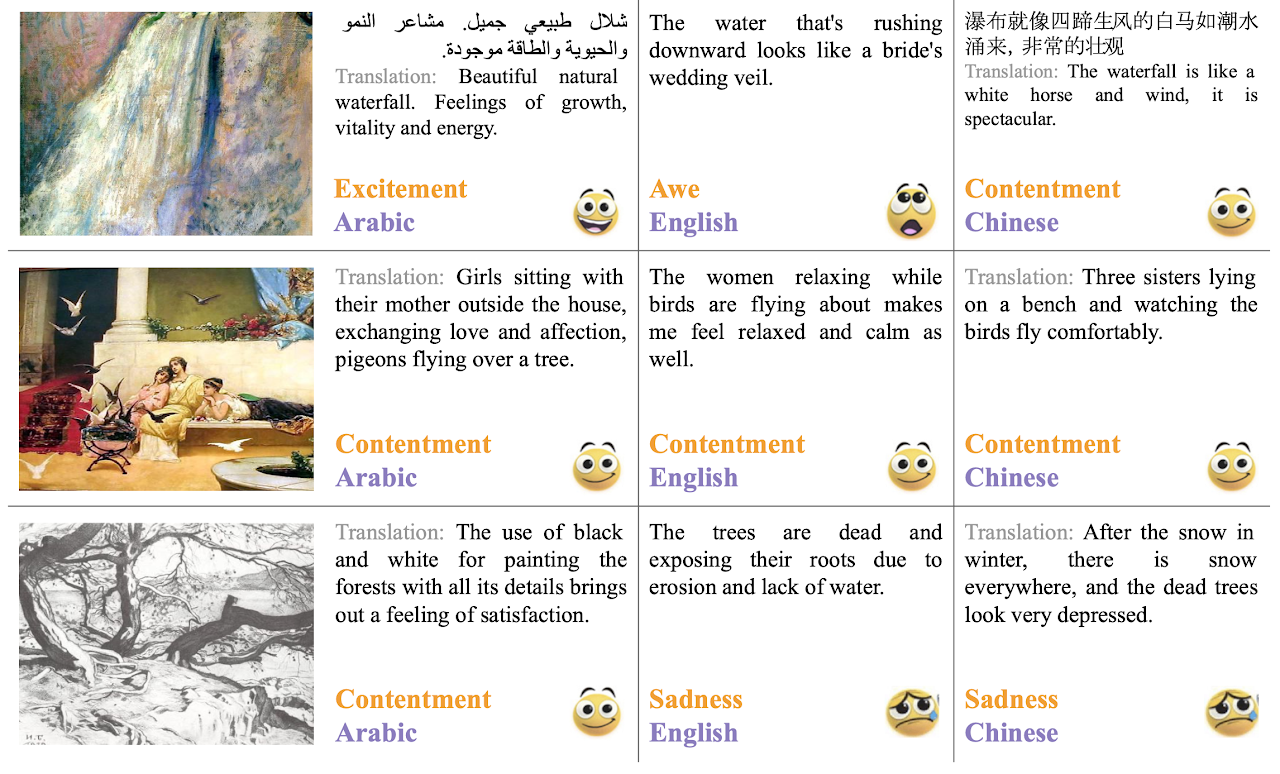 شلال طبيعي جميل. مشاعر النمو
والحيوية والطاقة موجودة.
Translation: Beautiful natural
waterfall. Feelings of growth,
vitality and energy.
Excitement
Arabic
The water that's rushing
downward looks like a bride's
wedding veil.
Awe
English
瀑布就像四蹄生风的白马如潮水
涌来, 非常的壮观
Translation: The waterfall is like a
white horse and wind, it is
spectacular.
Contentment
Chinese
Translation: Girls sitting with
their mother outside the house,
exchanging love and affection,
pigeons flying over a tree.
Contentment
Arabic
The women relaxing while
birds are flying about makes
me feel relaxed and calm as
well.
Contentment
English
Translation: Three sisters lying
on a bench and watching the
birds fly comfortably.
Contentment
Chinese
Translation: The use of black
and white for painting the
forests with all its details brings
out a feeling of satisfaction.
Contentment
Arabic
The trees are dead and
exposing their roots due to
erosion and lack of water.
Sadness
English
Translation: After the snow in
winter, there is snow
everywhere, and the dead trees
look very depressed.
Sadness
Chinese